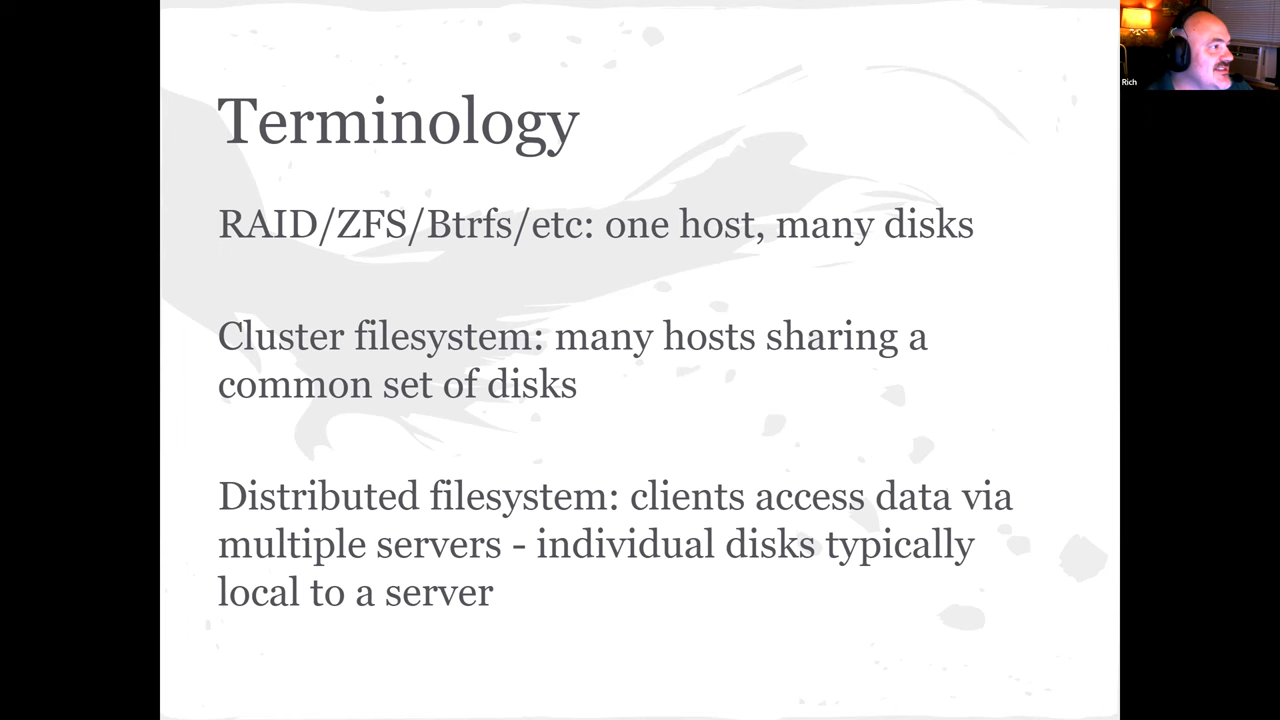 Terminology
RAID/ZFS/Btrfs/etc: one host, many disks
Cluster filesystem: many hosts sharing a
common set of disks
Distributed filesystem: clients access data via
multiple servers - individual disks typically
local to a server
Rich